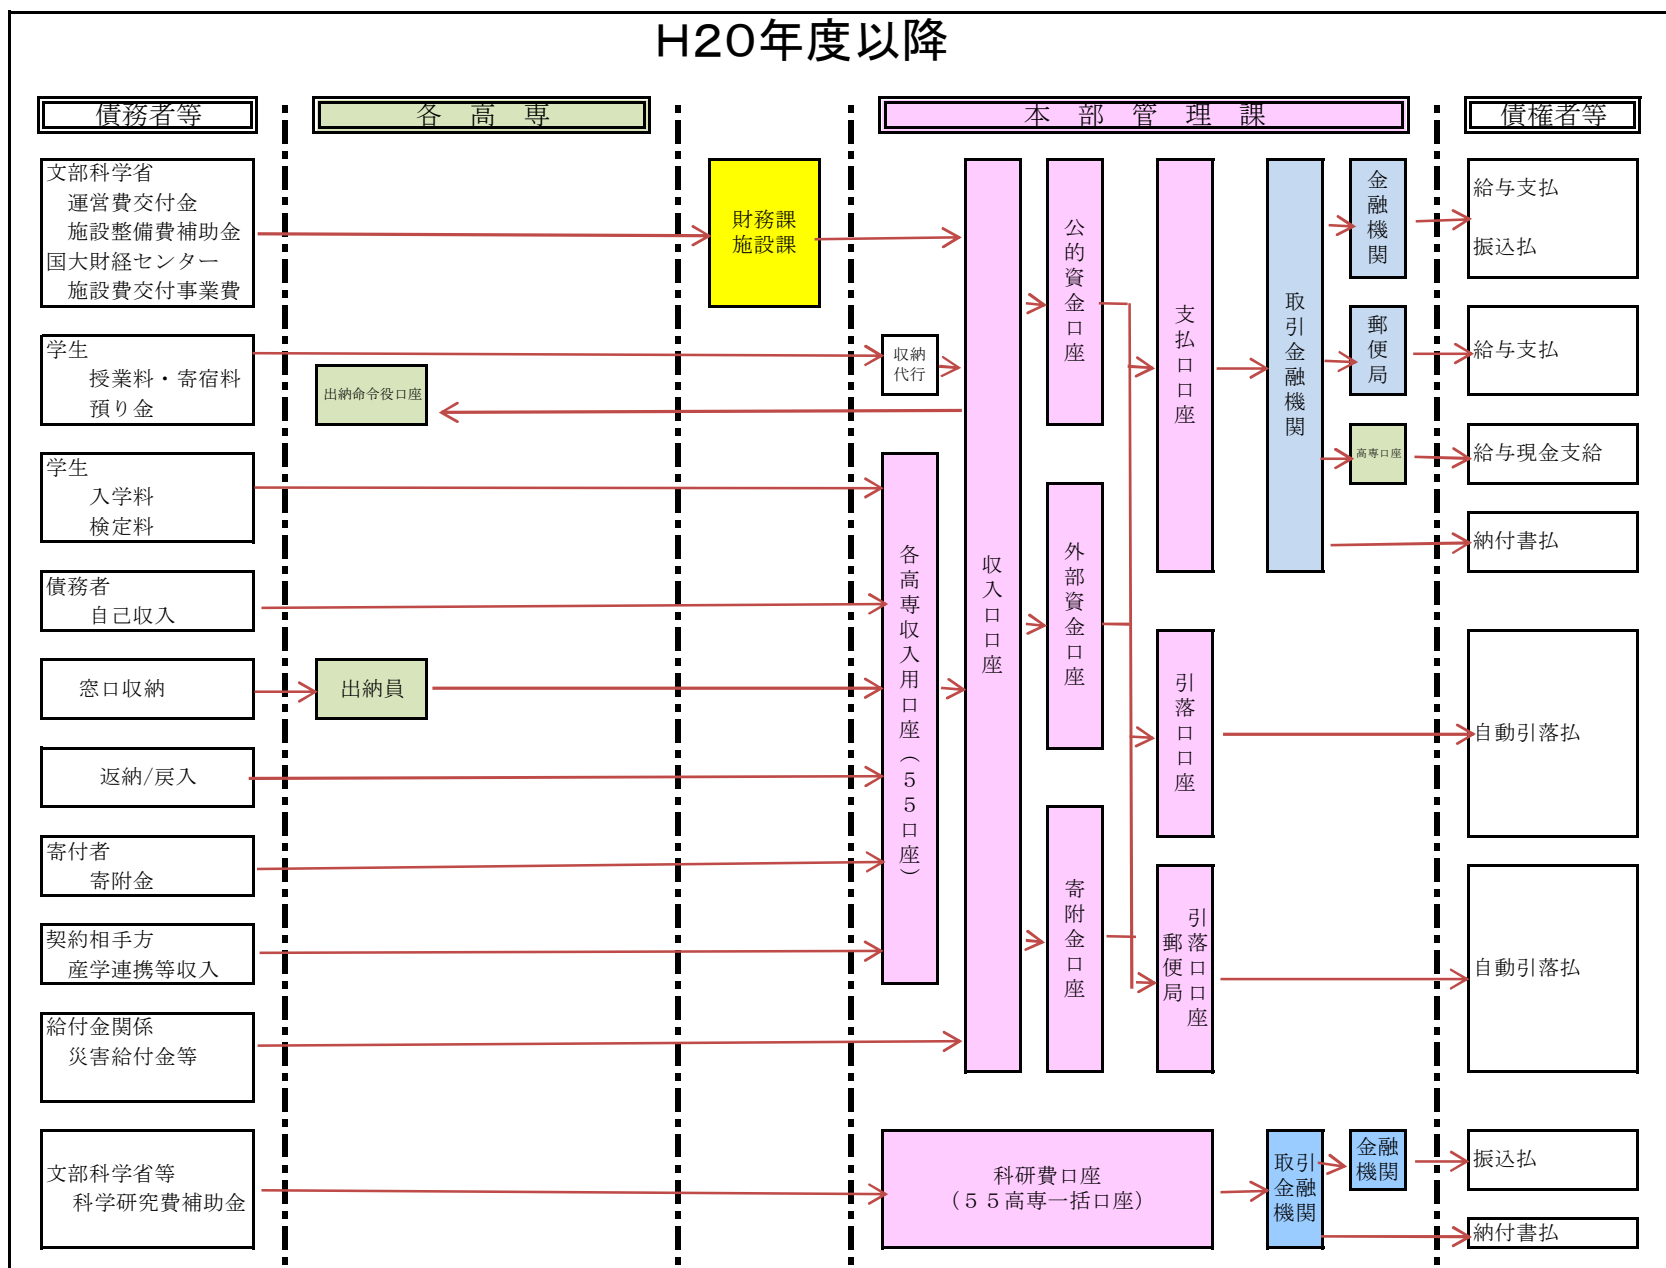 H20年度以降
債務者等
各　高　専
本　部　管　理　課
債権者等
文部科学省
運営費交付金
施設整備費補助金
国大財経センター
施設費交付事業費
財務課
施設課
学生
授業料・寄宿料
預り金
出納命令役口座
収納
代行
学生
入学料
検定料
債務者
自己収入
窓口収納
出納員
返納/戻入
寄付者
寄附金
契約相手方
産学連携等収入
給付金関係
災害給付金等
文部科学省等
科学研究費補助金
各高専収入用口座（５５口座）
収入口口座
公的資金口座
外部資金口座
寄附金口座
支払口口座
引落口口座
引落口口座
郵便局
取引金融機関
金融機関
郵便局
高専口座
給与支払
振込払
給与支払
給与現金支給
納付書払
自動引落払
自動引落払
科研費口座
（５５高専一括口座）
取引
金融
機関
金融
機関
振込払
納付書払